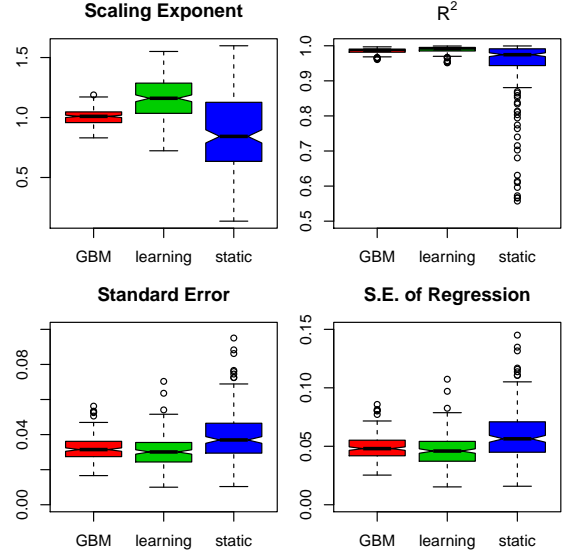 Scaling Exponent
1.5
1.0
0.5
GBM learning static
R²
1.0
0.9
0.8
0.7
0.6
0.5
GBM learning static
Standard Error
0.08
0.04
0.00
GBM learning static
S.E. of Regression
0.15
0.10
0.05
0.00
GBM learning static